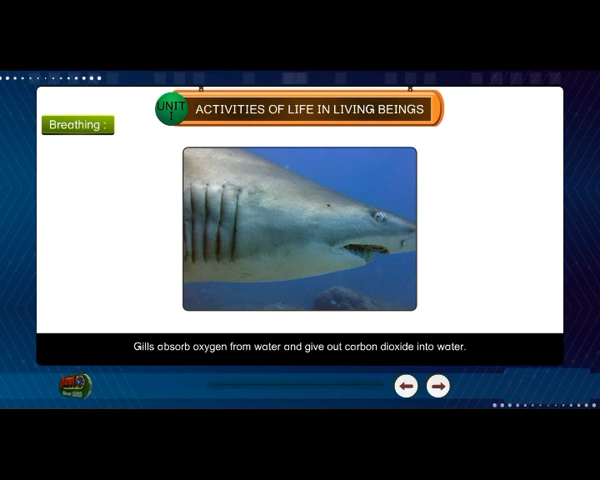 UNIT
I
ACTIVITIES OF LIFE IN LIVING BEINGS
Breathing :
Gills absorb oxygen from water and give out carbon dioxide into water.